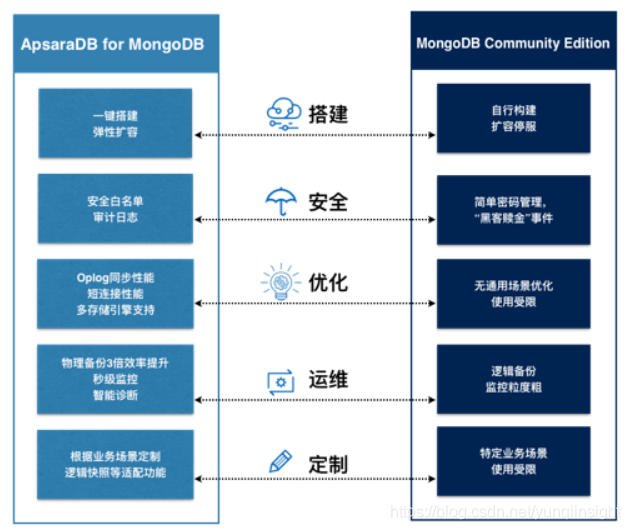 ApsaraDB for MongoDB
MongoDB Community Edition
一键搭建
弹性扩容
搭建
自行构建
扩容停服
安全白名单
审计日志
安全
简单密码管理，
“黑客赎金”事件
Oplog同步性能
短连接性能
多存储引擎支持
优化
无通用场景优化
使用受限
物理备份3倍效率提升
秒级监控
智能诊断
运维
逻辑备份
监控粒度粗
根据业务场景定制
逻辑快照等适配功能
定制
特定业务场景
使用受限
https://blog.csdn.net/yunqiinsight